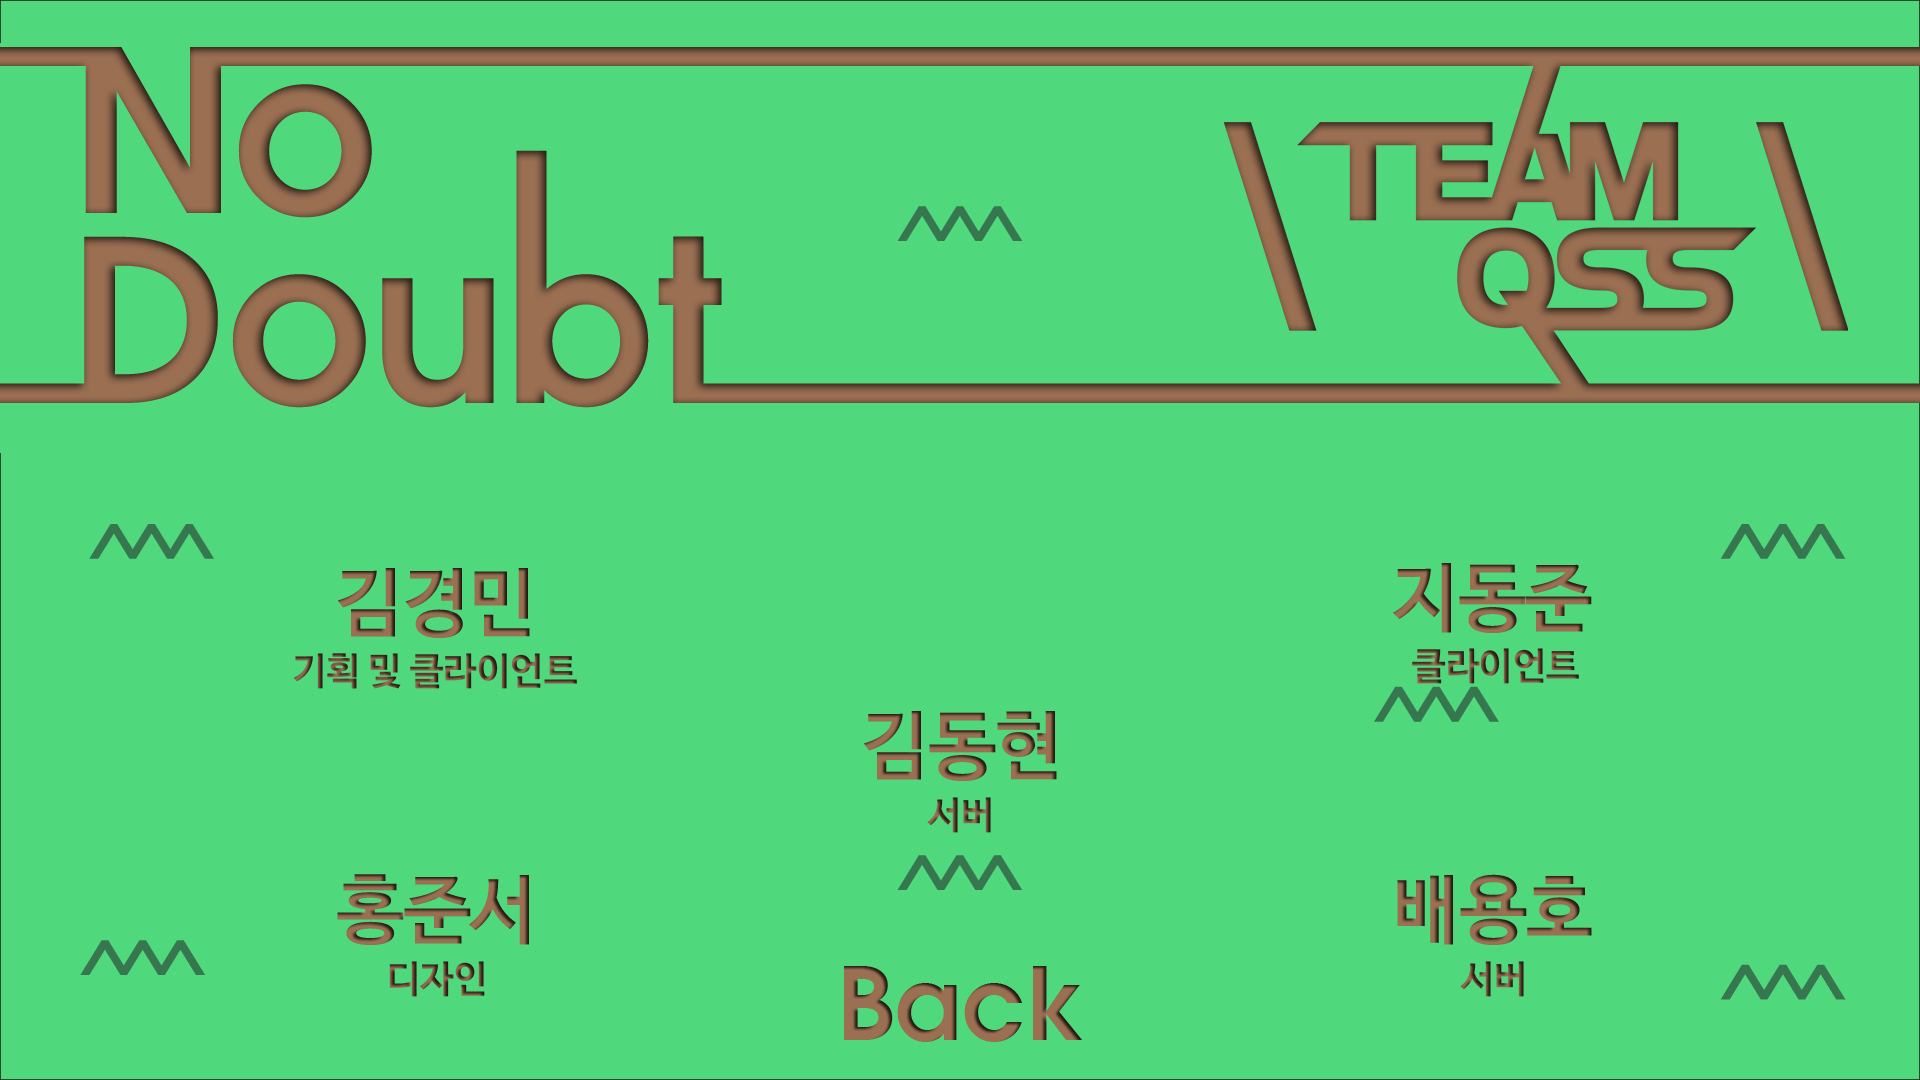 No
Doubt
TEAM
QSS
김경민
기획 및 클라이언트
지동준
클라이언트
김동현
서버
홍준서
디자인
배용호
서버
Back